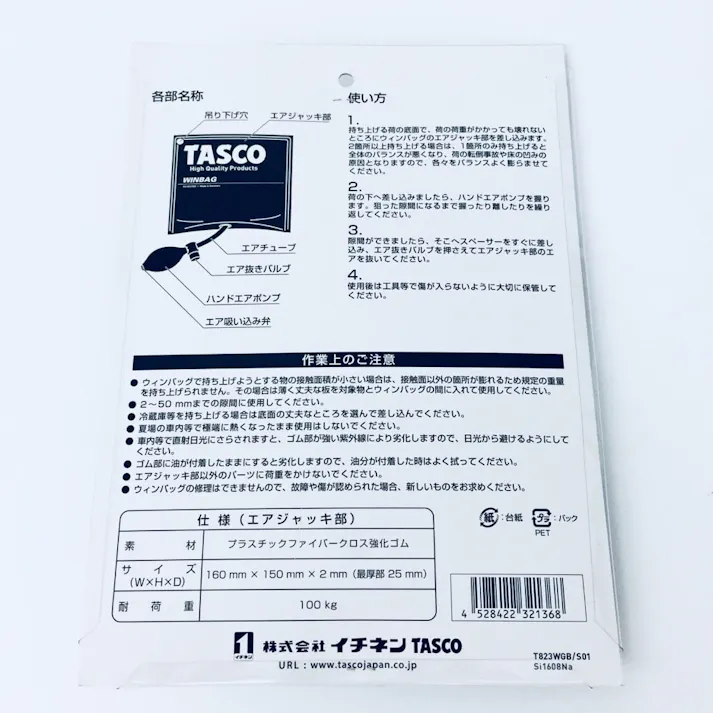 各部名称
吊り下げ穴
エアジャッキ部
TASCO
High Quality Products
WINBAG
エアチューブ
エア抜きバルブ
ハンドエアポンプ
エア吸い込み弁
使い方
1.
持ち上げる荷の底面で、荷の荷重がかかっても壊れない
ところにウィンバッグのエアジャッキ部を差し込みます。
2箇所以上持ち上げる場合は、1箇所のみ持ち上げると
全体のバランスが悪くなり、荷の転倒事故や床の凹みの
原因となりますので、各々をバランスよく膨らませて
ください。
2.
荷の下へ差し込みましたら、ハンドエアポンプを握り
ます。狙った隙間になるまで握ったり離したりを繰り
返してください。
3.
隙間ができましたら、そこへスペーサーをすぐに差し
込み、エア抜きバルブを押さえてエアジャッキ部のエ
アを抜いてください。
4.
使用後は工具等で傷が入らないように大切に保管して
ください。
作業上のご注意
● ウィンバッグで持ち上げようとする物の接触面積が小さい場合は、接触面以外の箇所が膨れるため規定の重量
を持ち上げられません。その場合は薄く丈夫な板を対象物とウィンバッグの間に入れて使用してください。
● 2～50 mmまでの隙間に使用してください。
● 冷蔵庫等を持ち上げる場合は底面の丈夫なところを選んで差し込んでください。
● 夏場の車内等で極端に熱くなったまま使用はしないでください。
● 車内等で直射日光にさらされますと、ゴム部が強い紫外線により劣化しますので、日光から避けるようにして
ください。
● ゴム部に油が付着したままにすると劣化しますので、油分が付着した時はよく拭ってください。
● エアジャッキ部以外のパーツに荷重をかけないでください。
● ウィンバッグの修理はできませんので、故障や傷が認められた場合、新しいものをお求めください。
仕様（エアジャッキ部）
素材 プラスチックファイバークロス強化ゴム
サイズ
(W×H×D) 160 mm × 150 mm × 2 mm（最厚部 25 mm）
耐荷重 100 kg
紙：台紙
プラ：パック
PET
4 528422 321368
イチネン 株式会社 イチネン TASCO
URL : www.tascojapan.co.jp
T823WGB/S01
Si1608Na